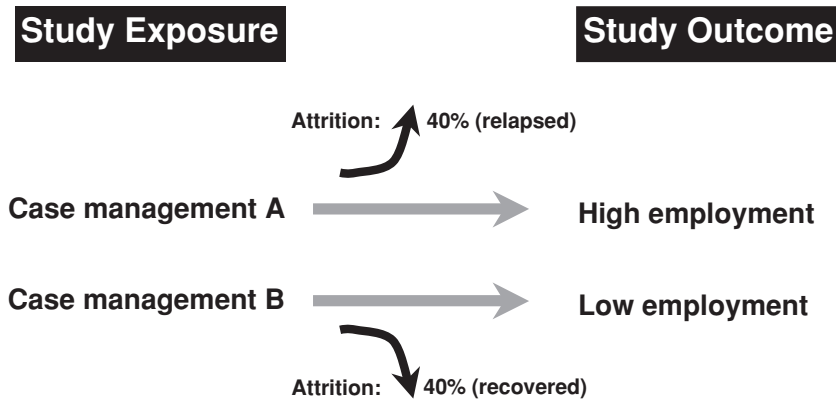 Study Exposure
Study Outcome
Attrition: 40% (relapsed)
Case management A
High employment
Case management B
Low employment
Attrition: 40% (recovered)